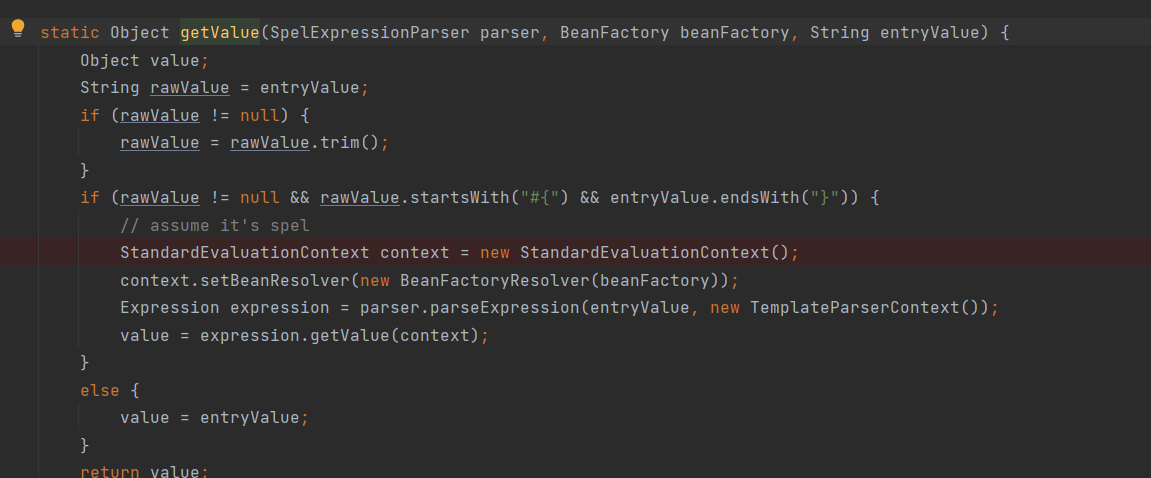 static Object getValue(SpelExpressionParser parser, BeanFactory beanFactory, String entryValue) {
Object value;
String rawValue = entryValue;
if (rawValue != null) {
rawValue = rawValue.trim();
}
if (rawValue != null && rawValue.startsWith("#{") && entryValue.endsWith("}")) {
// assume it's spel
StandardEvaluationContext context = new StandardEvaluationContext();
context.setBeanResolver(new BeanFactoryResolver(beanFactory));
Expression expression = parser.parseExpression(entryValue, new TemplateParserContext());
value = expression.getValue(context);
}
else {
value = entryValue;
}
return value;